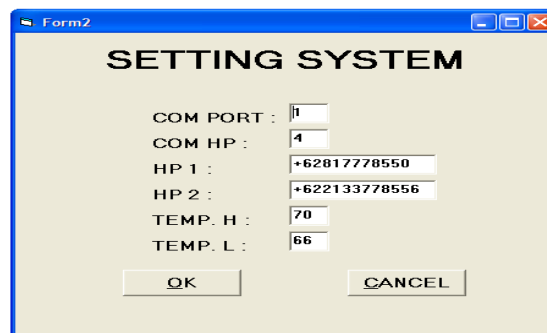 Form2
SETTING SYSTEM
COM PORT : 1
COM HP : 4
HP 1 : +62817778550
HP 2 : +622133778556
TEMP. H : 70
TEMP. L : 66
OK CANCEL